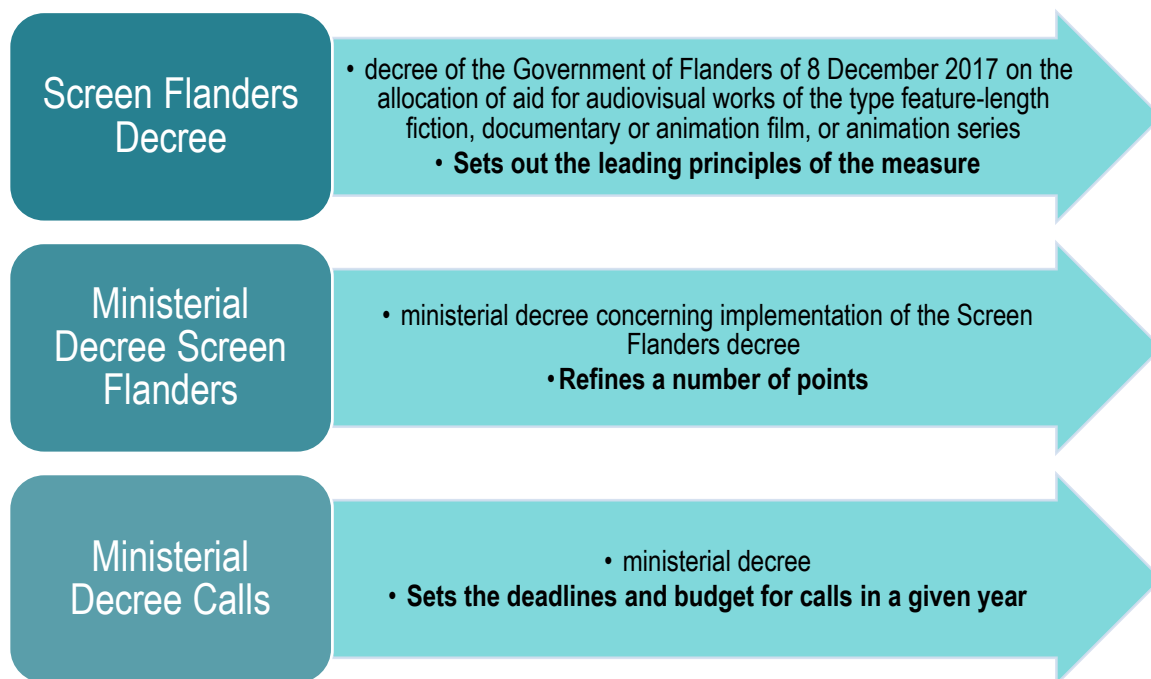 Screen Flanders
Decree
• decree of the Government of Flanders of 8 December 2017 on the
allocation of aid for audiovisual works of the type feature-length
fiction, documentary or animation film, or animation series
• Sets out the leading principles of the measure
Ministerial
Decree Screen
Flanders
• ministerial decree concerning implementation of the Screen
Flanders decree
• Refines a number of points
Ministerial
Decree Calls
• ministerial decree
• Sets the deadlines and budget for calls in a given year